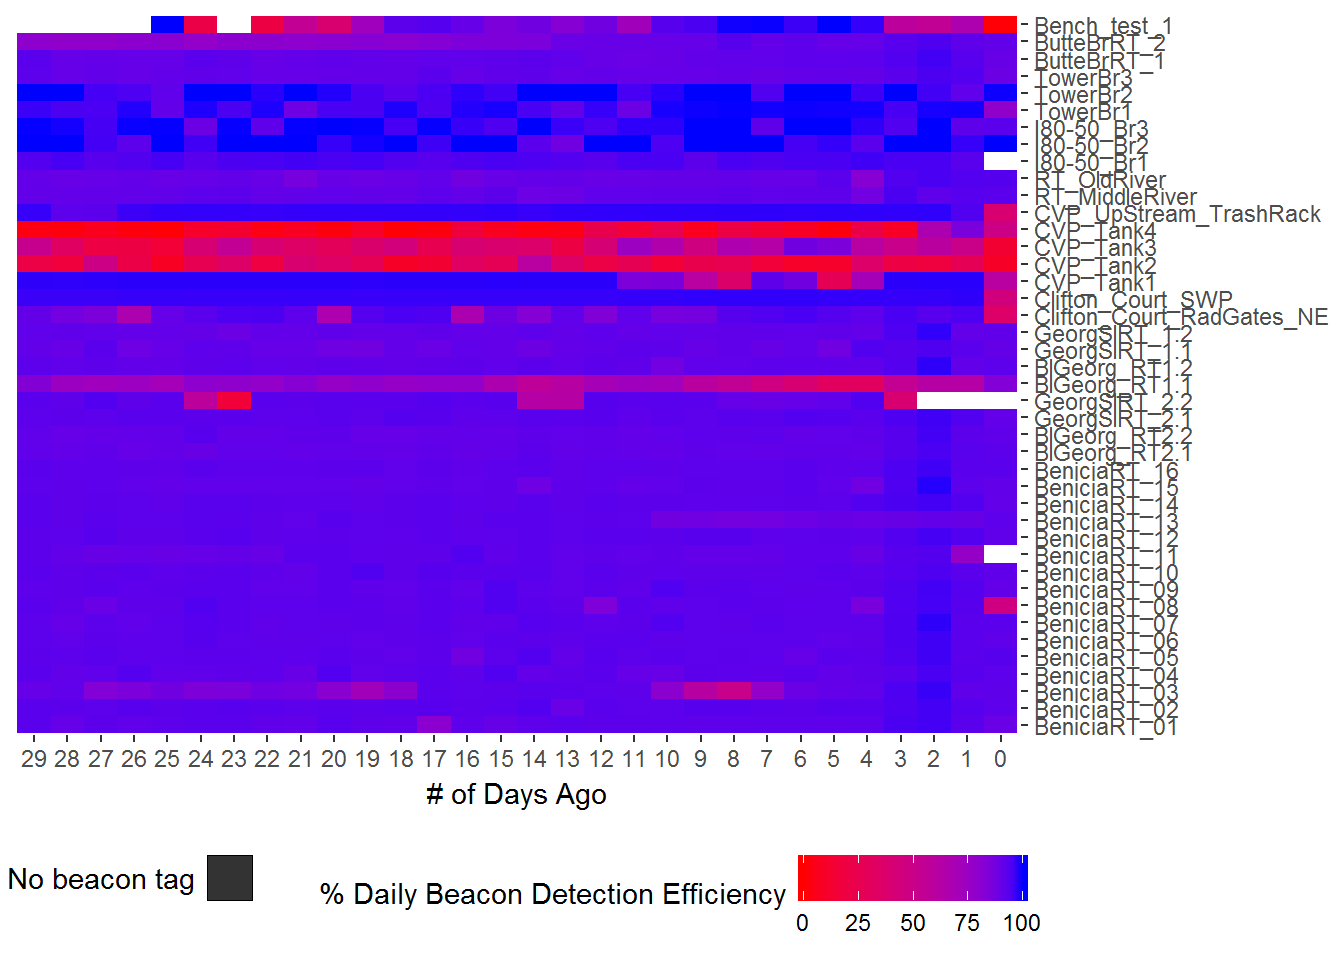 Bench_test_1
ButteBrRT_2
ButteBrRT_1
TowerBr3
TowerBr2
TowerBr1
I80-50_Br3
I80-50_Br2
I80-50_Br1
RT_OldRiver
RT_MiddleRiver
CVP_UpStream_TrashRack
CVP_Tank4
CVP_Tank3
CVP_Tank2
CVP_Tank1
Clifton_Court_SWP
Clifton_Court_RadGates_NE
GeorgSlRT_1.2
GeorgSlRT_1.1
BlGeorg_RT1.2
BlGeorg_RT1.1
GeorgSlRT_2.2
GeorgSlRT_2.1
BlGeorg_RT2.2
BlGeorg_RT2.1
BeniciaRT_16
BeniciaRT_15
BeniciaRT_14
BeniciaRT_13
BeniciaRT_12
BeniciaRT_11
BeniciaRT_10
BeniciaRT_09
BeniciaRT_08
BeniciaRT_07
BeniciaRT_06
BeniciaRT_05
BeniciaRT_04
BeniciaRT_03
BeniciaRT_02
BeniciaRT_01
29 28 27 26 25 24 23 22 21 20 19 18 17 16 15 14 13 12 11 10 9 8 7 6 5 4 3 2 1 0
# of Days Ago
No beacon tag
% Daily Beacon Detection Efficiency
0 25 50 75 100